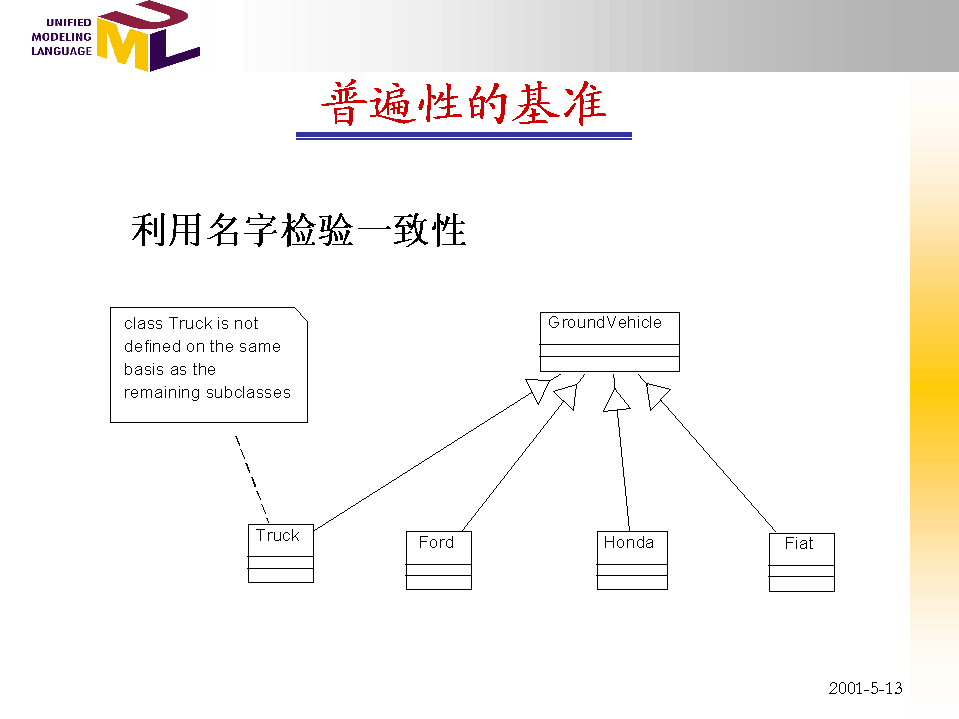 UNIFIED
MODELING
LANGUAGE
UML
普遍性的基准
利用名字检验一致性
class Truck is not
defined on the same
basis as the
remaining subclasses
GroundVehicle
Truck
Ford
Honda
Fiat
2001-5-13